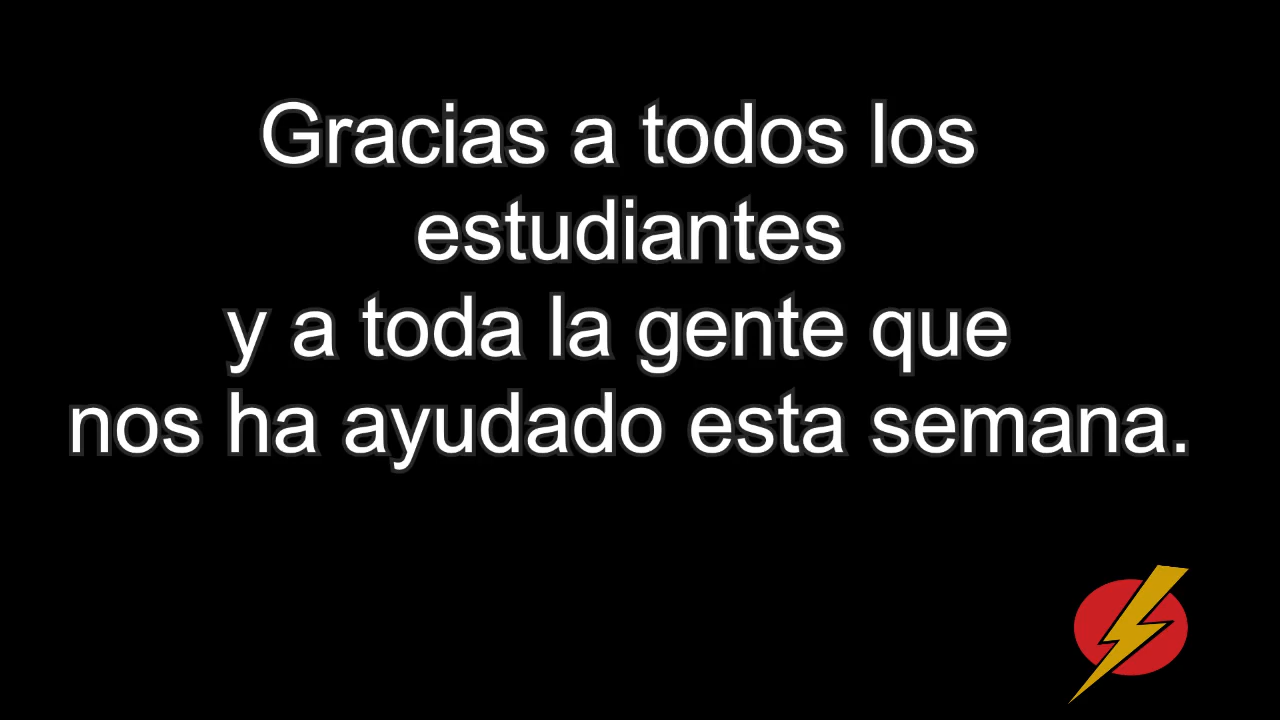 Gracias a todos los
estudiantes
y a toda la gente que
nos ha ayudado esta semana.